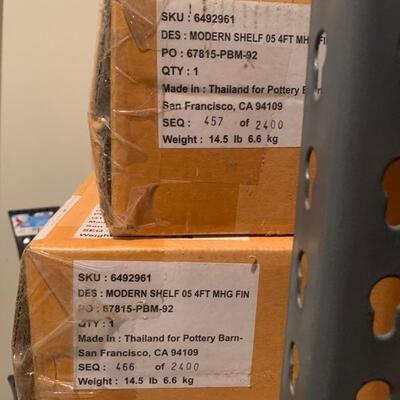 SKU : 6492961
DES : MODERN SHELF 05 4FT MHG FIN
PO : 67815-PBM-92
QTY : 1
Made in : Thailand for Pottery Barn-
San Francisco, CA 94109
SEQ : 457 of 2400
Weight : 14.5 lb 6.6 kg
SKU : 6492961
DES : MODERN SHELF 05 4FT MHG FIN
PO : 67815-PBM-92
QTY : 1
Made in : Thailand for Pottery Barn-
San Francisco, CA 94109
SEQ : 466 of 2400
Weight : 14.5 lb 6.6 kg